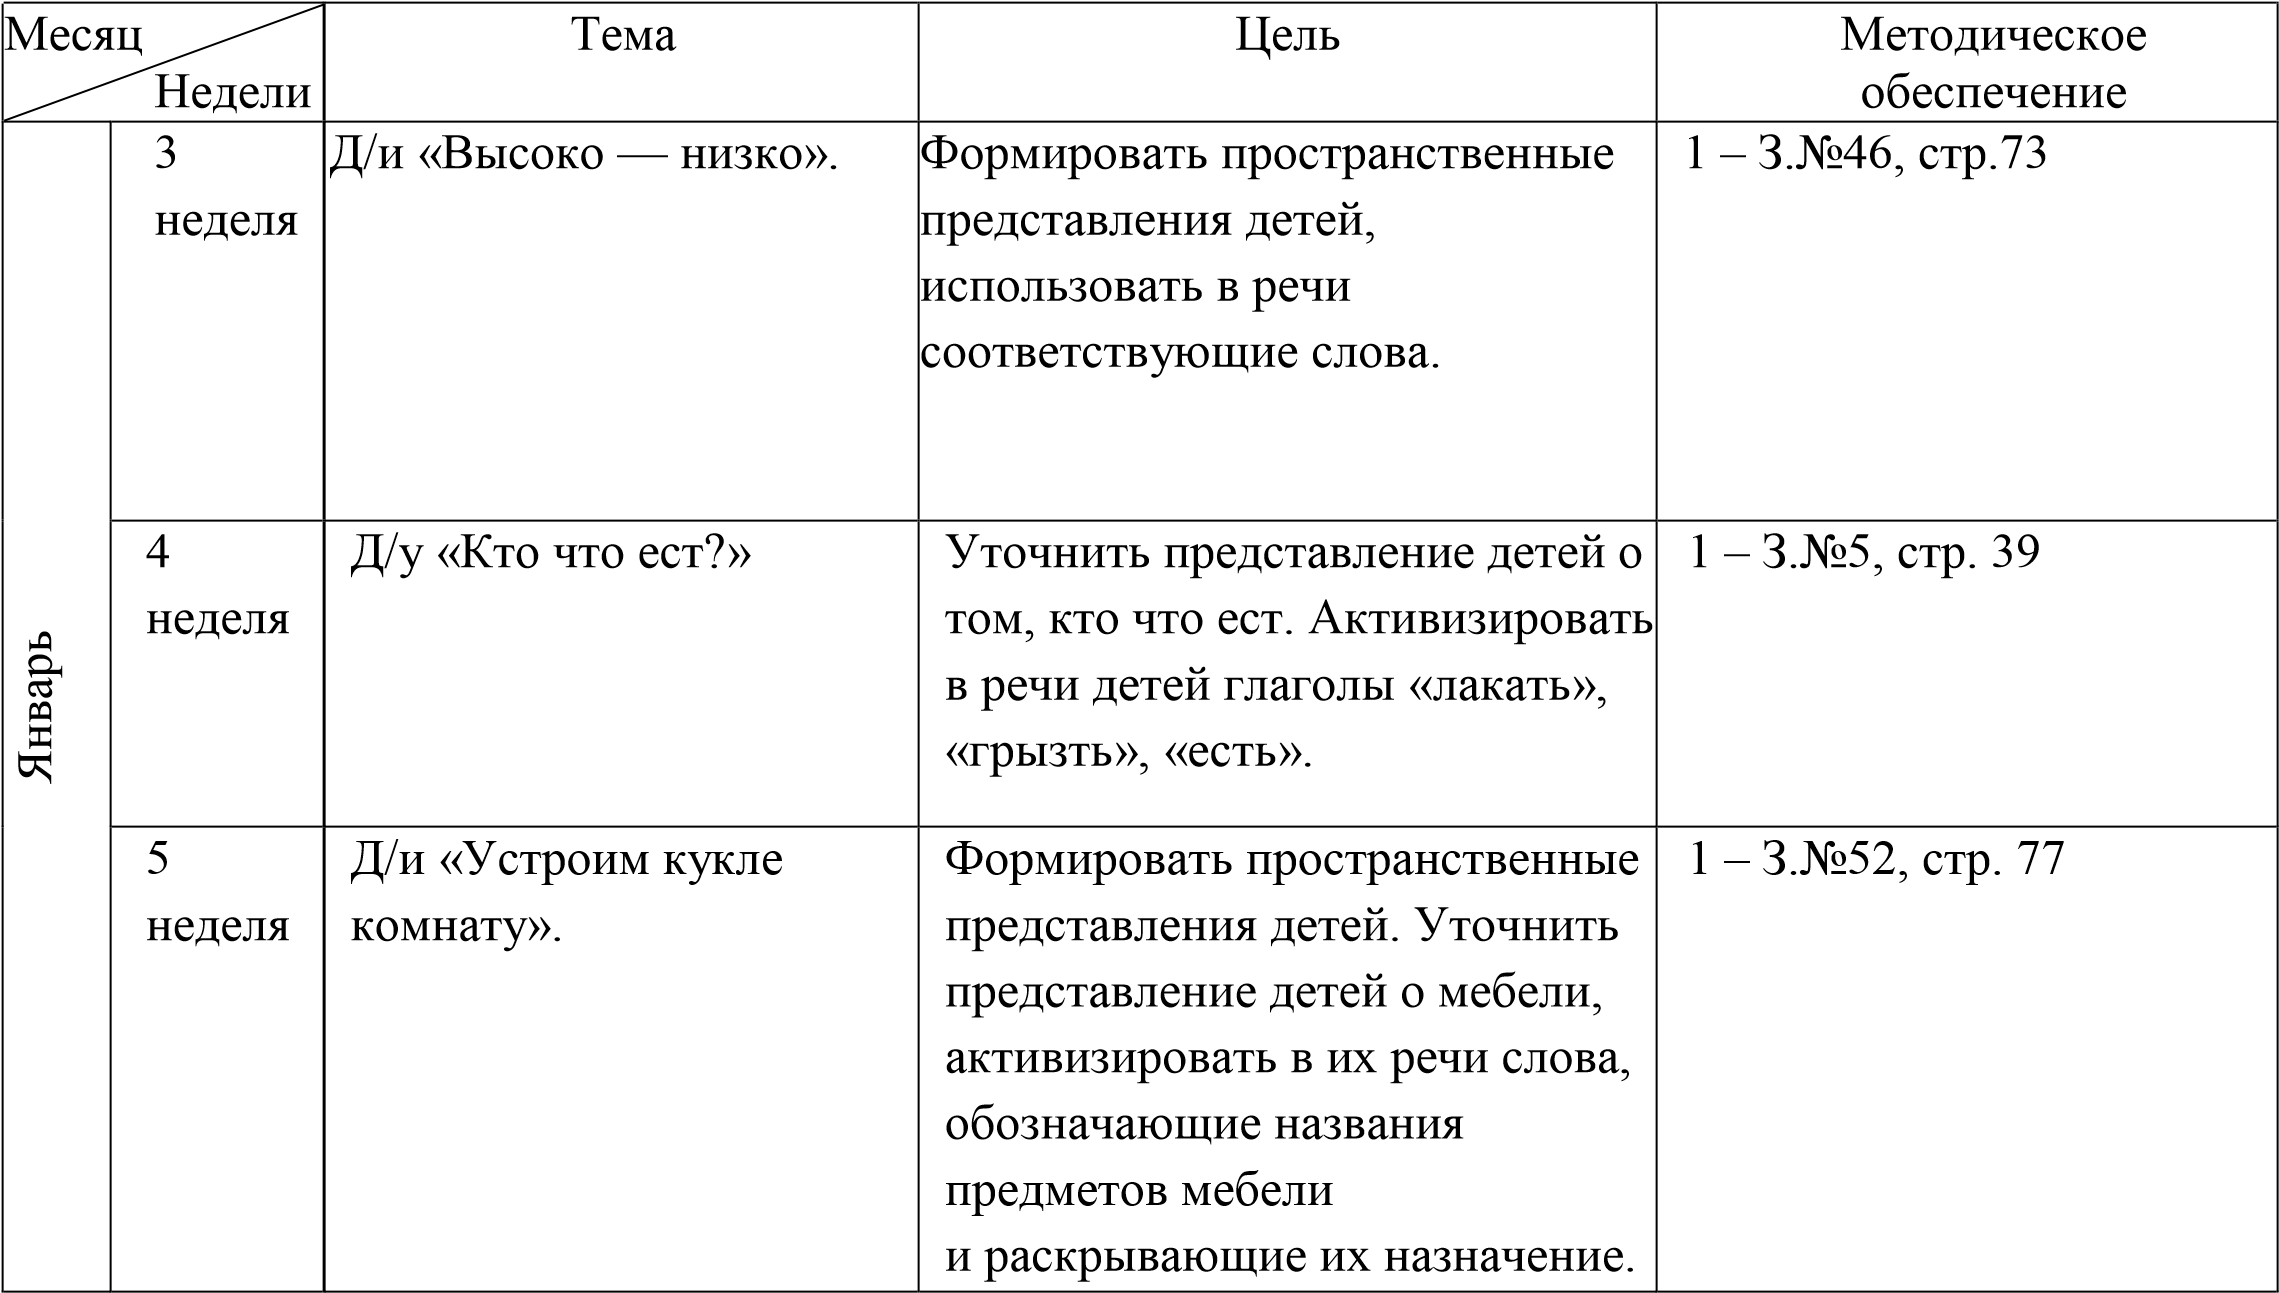 Месяц
Недели
Тема
Цель
Методическое
обеспечение
Январь
3
неделя
Д/и «Высоко — низко».
Формировать пространственные
представления детей,
использовать в речи
соответствующие слова.
1 – З.№46, стр.73
4
неделя
Д/у «Кто что ест?»
Уточнить представление детей о
том, кто что ест. Активизировать
в речи детей глаголы «лакать»,
«грызть», «есть».
1 – З.№5, стр. 39
5
неделя
Д/и «Устроим кукле
комнату».
Формировать пространственные
представления детей. Уточнить
представление детей о мебели,
активизировать в их речи слова,
обозначающие названия
предметов мебели
и раскрывающие их назначение.
1 – З.№52, стр. 77